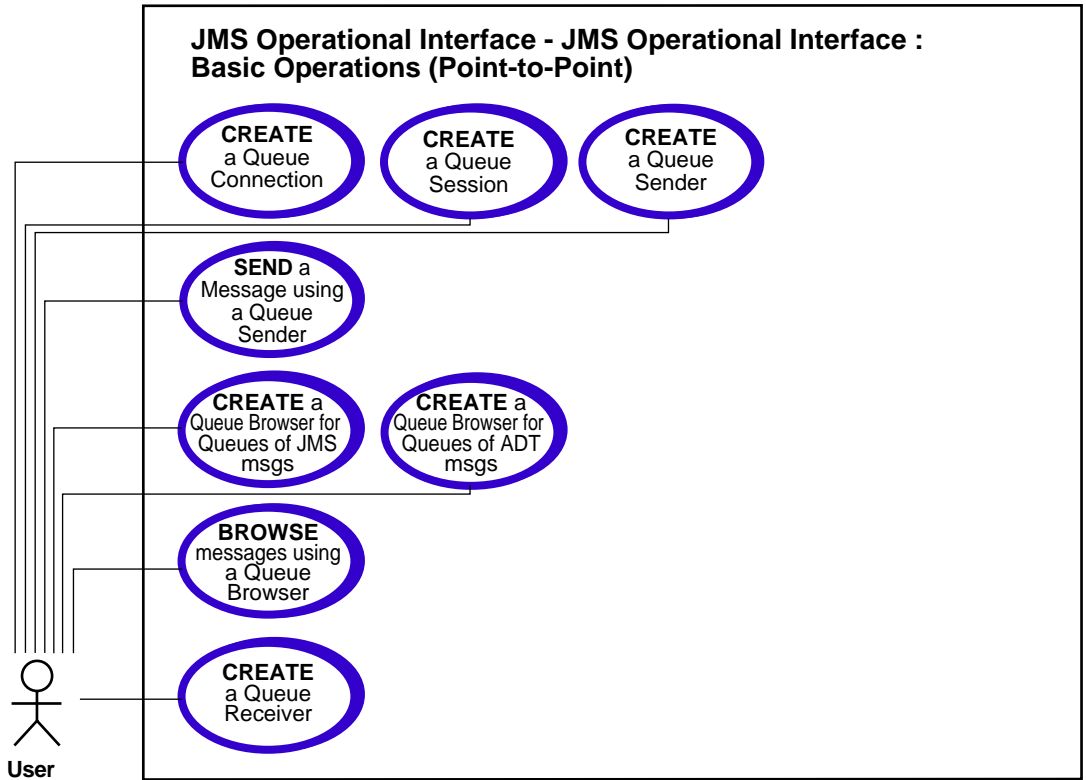 JMS Operational Interface - JMS Operational Interface :
Basic Operations (Point-to-Point)
CREATE
a Queue
Connection
CREATE
a Queue
Session
CREATE
a Queue
Sender
SEND a
Message using
a Queue
Sender
CREATE a
Queue Browser for
Queues of JMS
msgs
CREATE a
Queue Browser for
Queues of ADT
msgs
BROWSE
messages using
a Queue
Browser
CREATE
a Queue
Receiver
User